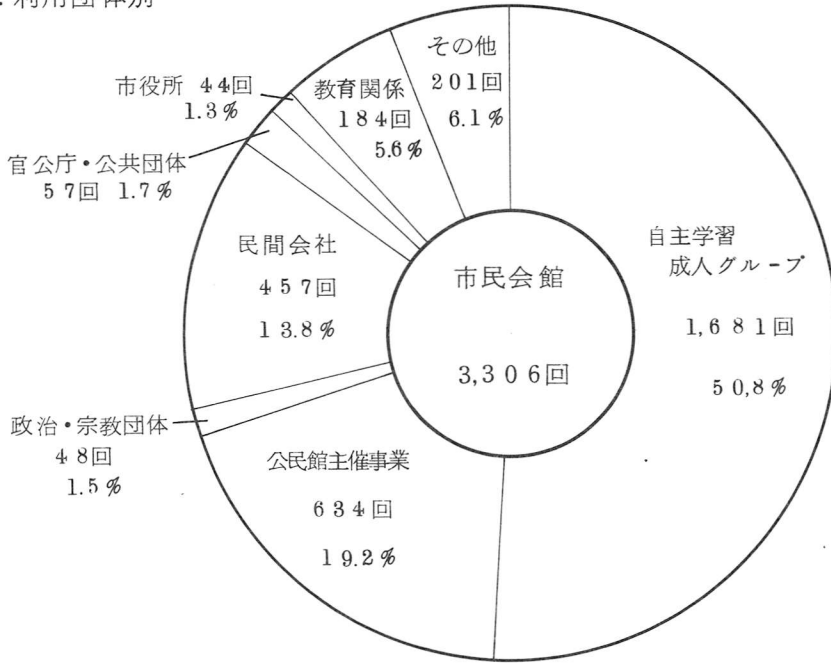 利用団体別
その他
201回
6.1%
教育関係
184回
5.6%
市役所 44回
1.3%
官公庁・公共団体
57回 1.7%
民間会社
457回
13.8%
政治・宗教団体
48回
1.5%
公民館主催事業
634回
19.2%
自主学習
成人グループ
1,681回
50,8%
市民会館
3,306回